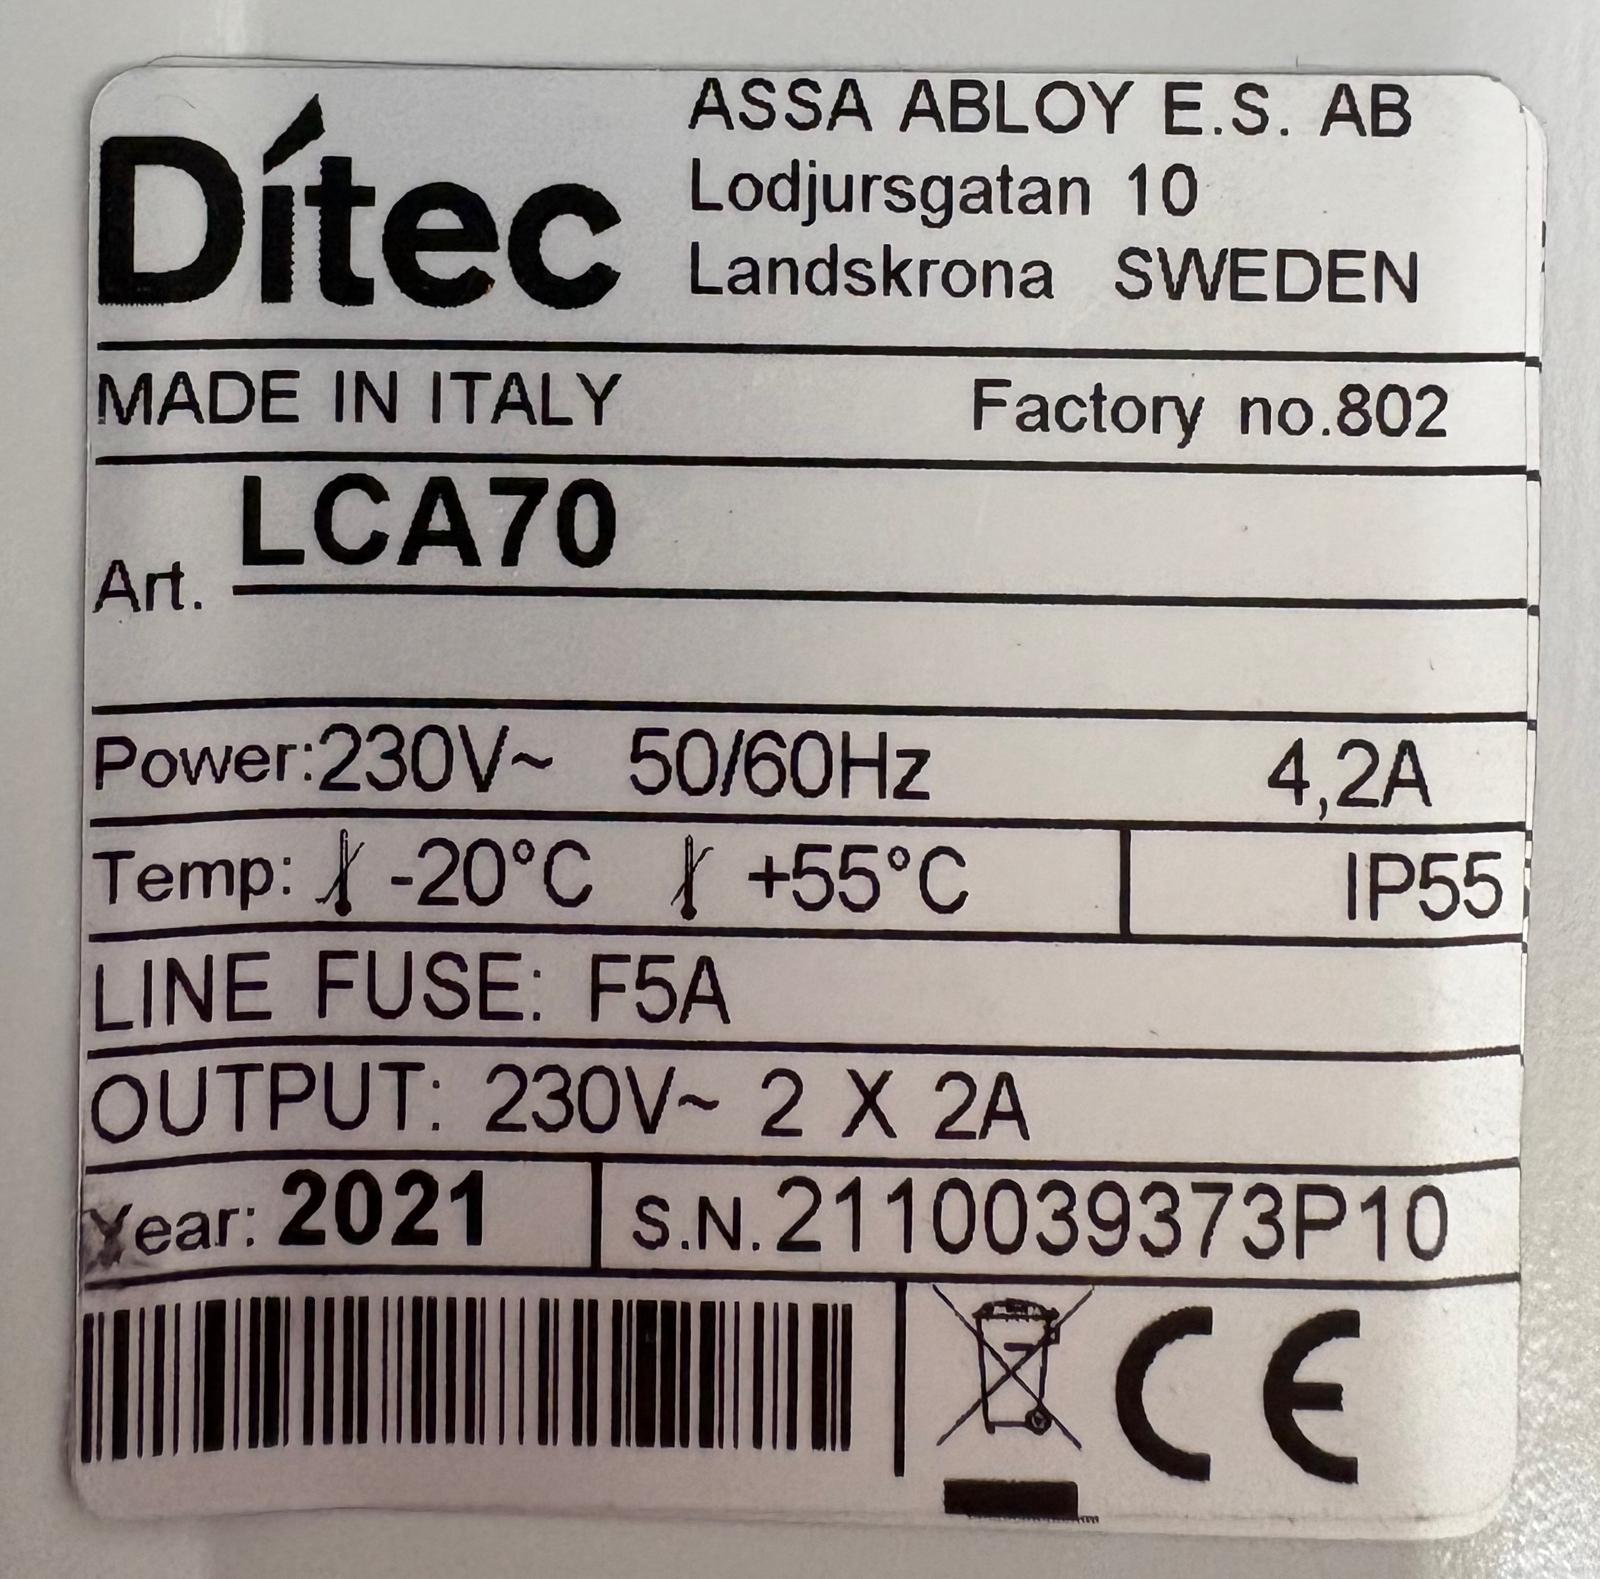 Dítec
ASSA ABLOY E.S. AB
Lodjursgatan 10
Landskrona SWEDEN
MADE IN ITALY Factory no.802
Art. LCA70
Power:230V~ 50/60Hz 4,2A
Temp: -20°C +55°C IP55
LINE FUSE: F5A
OUTPUT: 230V~ 2 X 2A
Year: 2021 S.N.2110039373P10
CE